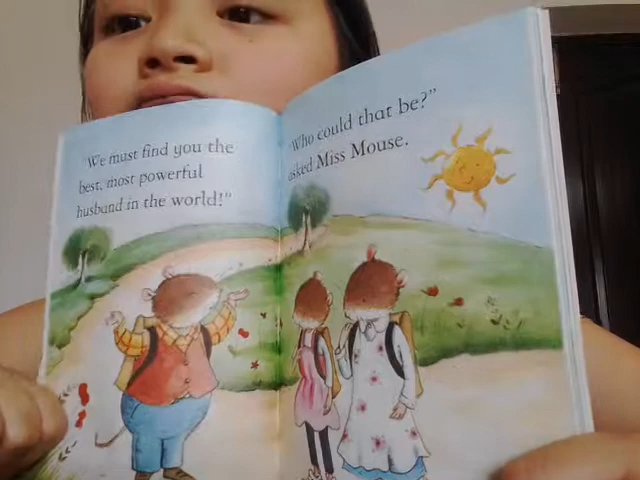 "We must find you the
best, most powerful
husband in the world!"
"Who could that be?"
asked Miss Mouse.